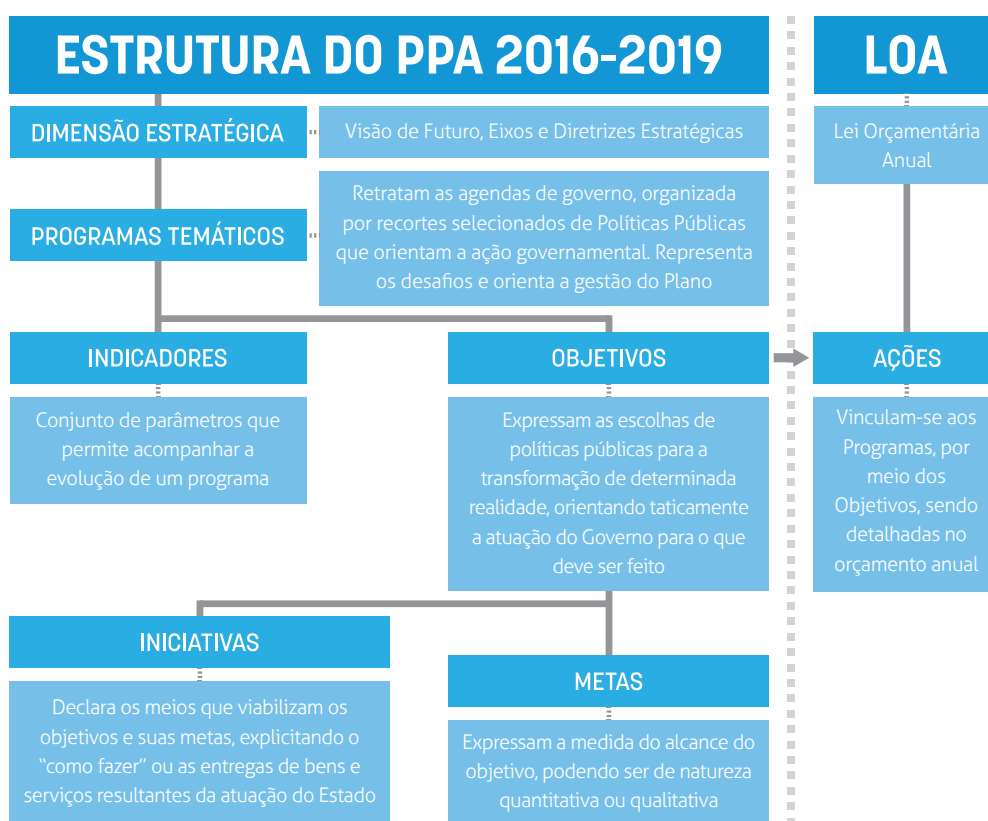 ESTRUTURA DO PPA 2016-2019
LOA
DIMENSÃO ESTRATÉGICA
Visão de Futuro, Eixos e Diretrizes Estratégicas
Lei Orçamentária
Anual
PROGRAMAS TEMÁTICOS
Retratam as agendas de governo, organizada
por recortes selecionados de Políticas Públicas
que orientam a ação governamental. Representa
os desafios e orienta a gestão do Plano
INDICADORES
Conjunto de parâmetros que
permite acompanhar a
evolução de um programa
OBJETIVOS
Expressam as escolhas de
políticas públicas para a
transformação de determinada
realidade, orientando taticamente
a atuação do Governo para o que
deve ser feito
AÇÕES
Vinculam-se aos
Programas, por
meio dos
Objetivos, sendo
detalhadas no
orçamento anual
INICIATIVAS
Declara os meios que viabilizam os
objetivos e suas metas, explicitando o
“como fazer” ou as entregas de bens e
serviços resultantes da atuação do Estado
METAS
Expressam a medida do alcance do
objetivo, podendo ser de natureza
quantitativa ou qualitativa